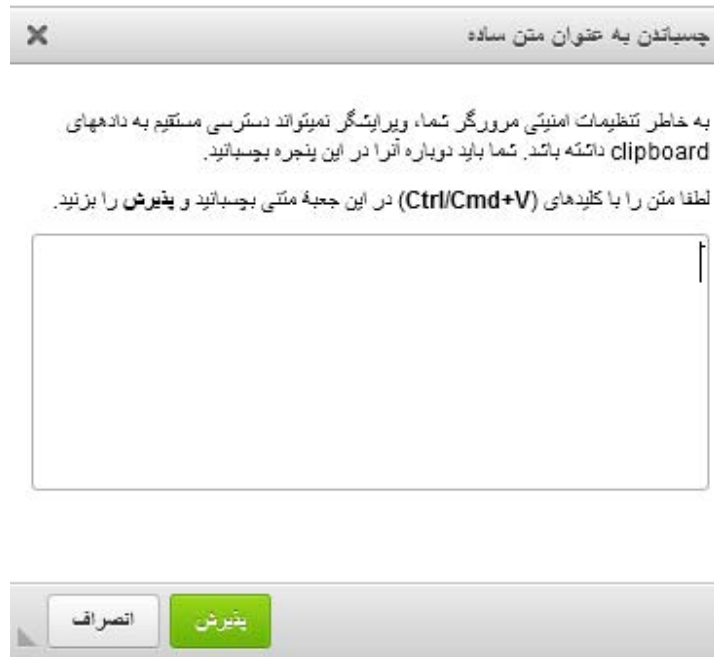 چسباندن به عنوان متن ساده
به خاطر تنظیمات امنیتی مرورگر شما، ویرایشگر نمیتواند دسترسی مستقیم به دادههای
clipboard داشته باشد. شما باید دوباره آنرا در این پنجره بچسبانید.
لطفا متن را با کلیدهای (Ctrl/Cmd+V) در این جعبهٔ متنی بچسبانید و پذیرش را بزنید.
پذیرش
انصراف